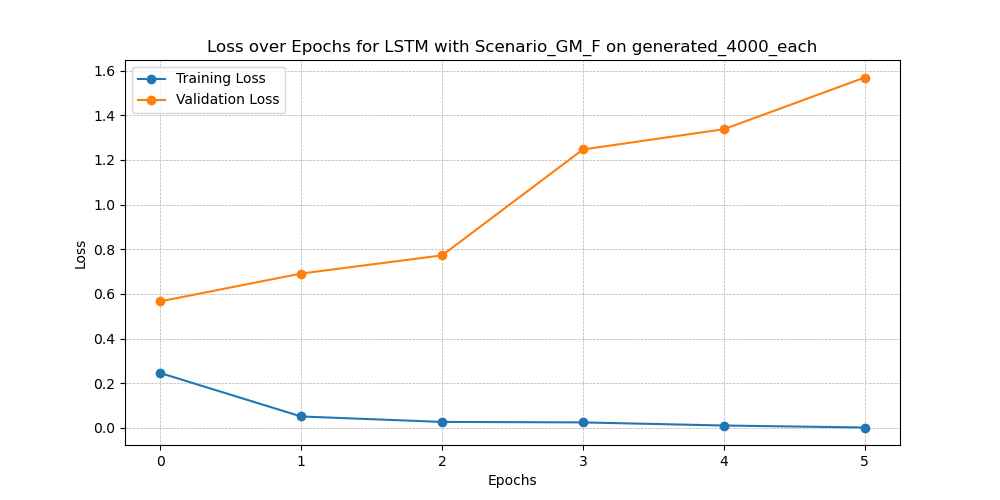 Loss over Epochs for LSTM with Scenario_GM_F on generated_4000_each
Training Loss
Validation Loss
1.6
1.4
1.2
1.0
0.8
0.6
0.4
0.2
0.0
Loss
0 1 2 3 4 5
Epochs